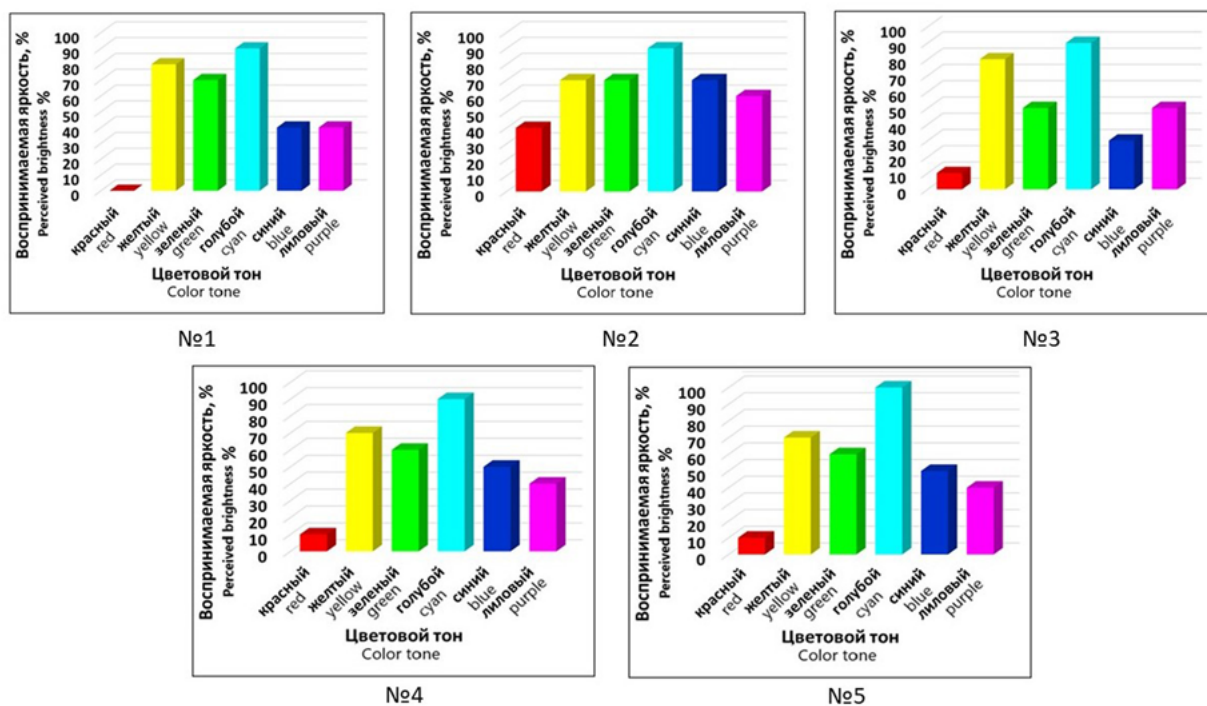 Воспринимаемая яркость, %
Perceived brightness %
100
90
80
70
60
50
40
30
20
10
0
красный
red
желтый
yellow
зеленый
green
голубой
cyan
синий
blue
лиловый
purple
Цветовой тон
Color tone
№1
Воспринимаемая яркость, %
Perceived brightness %
100
90
80
70
60
50
40
30
20
10
0
красный
red
желтый
yellow
зеленый
green
голубой
cyan
синий
blue
лиловый
purple
Цветовой тон
Color tone
№2
Воспринимаемая яркость, %
Perceived brightness %
100
90
80
70
60
50
40
30
20
10
0
красный
red
желтый
yellow
зеленый
green
голубой
cyan
синий
blue
лиловый
purple
Цветовой тон
Color tone
№3
Воспринимаемая яркость, %
Perceived brightness %
100
90
80
70
60
50
40
30
20
10
0
красный
red
желтый
yellow
зеленый
green
голубой
cyan
синий
blue
лиловый
purple
Цветовой тон
Color tone
№4
Воспринимаемая яркость, %
Perceived brightness %
100
90
80
70
60
50
40
30
20
10
0
красный
red
желтый
yellow
зеленый
green
голубой
cyan
синий
blue
лиловый
purple
Цветовой тон
Color tone
№5